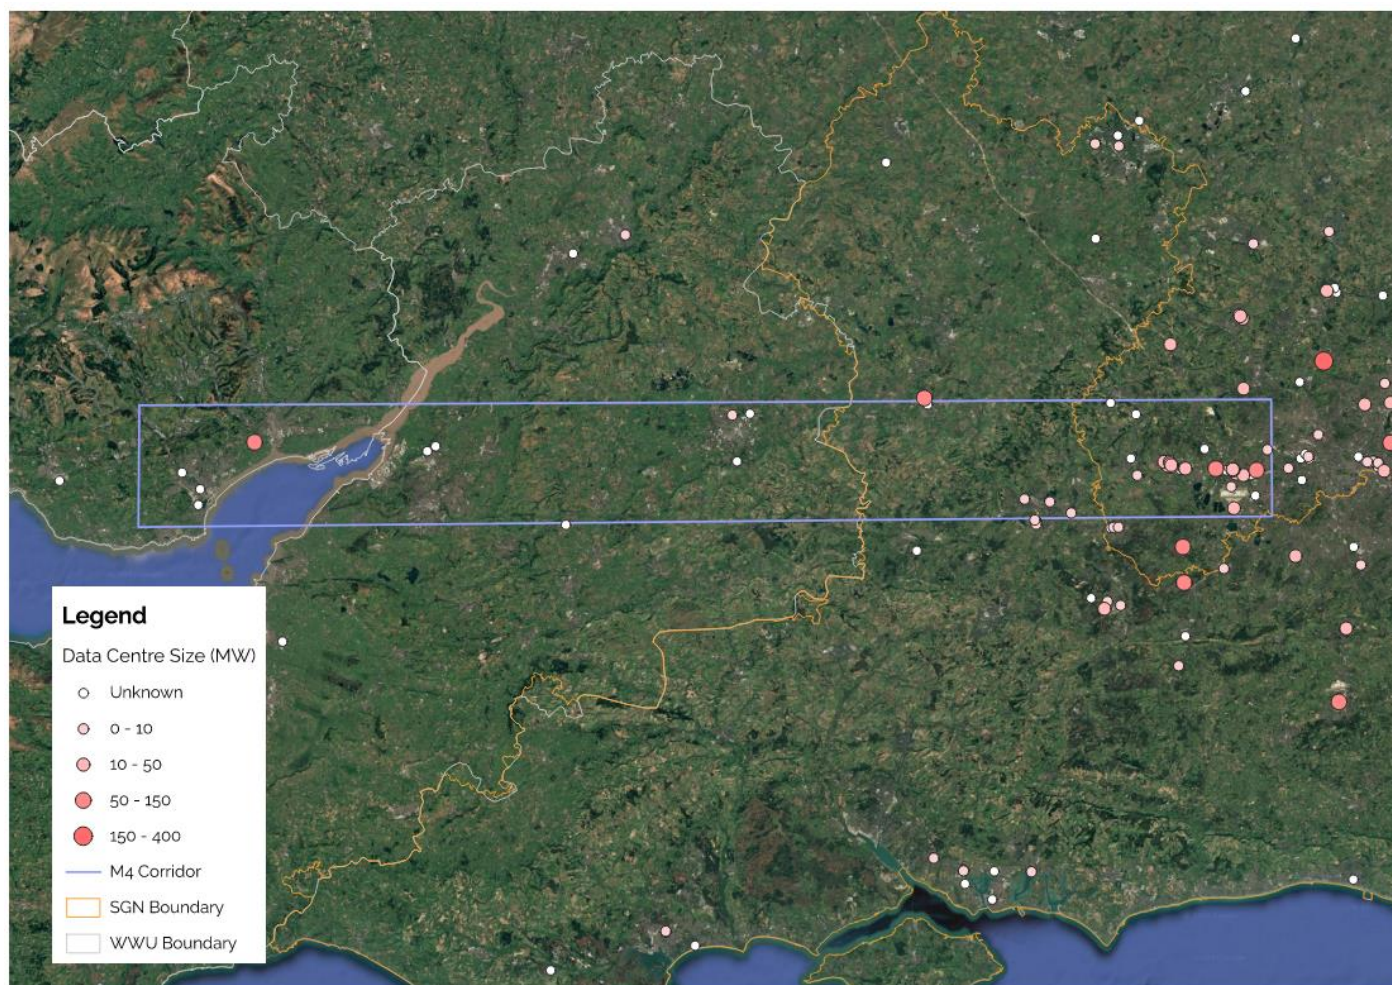 Legend
Data Centre Size (MW)
Unknown
0 - 10
10 - 50
50 - 150
150 - 400
M4 Corridor
SGN Boundary
WWU Boundary